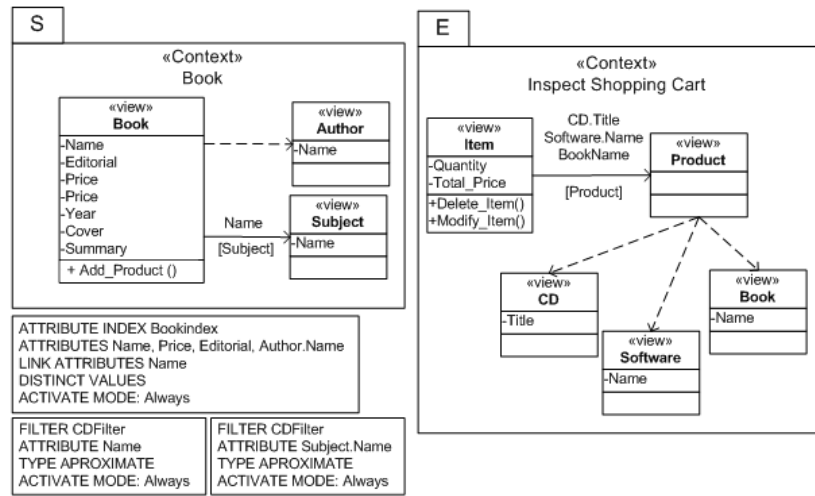 S
«Context»
Book
«view»
Book
-Name
-Editorial
-Price
-Price
-Year
-Cover
-Summary
+ Add_Product ()
«view»
Author
-Name
Name
[Subject]
«view»
Subject
-Name
ATTRIBUTE INDEX Bookindex
ATTRIBUTES Name, Price, Editorial, Author.Name
LINK ATTRIBUTES Name
DISTINCT VALUES
ACTIVATE MODE: Always
FILTER CDFilter
ATTRIBUTE Name
TYPE APROXIMATE
ACTIVATE MODE: Always
FILTER CDFilter
ATTRIBUTE Subject.Name
TYPE APROXIMATE
ACTIVATE MODE: Always
E
«Context»
Inspect Shopping Cart
«view»
Item
-Quantity
-Total_Price
+Delete_Item()
+Modify_Item()
CD.Title
Software.Name
BookName
[Product]
«view»
Product
«view»
CD
-Title
«view»
Software
-Name
«view»
Book
-Name